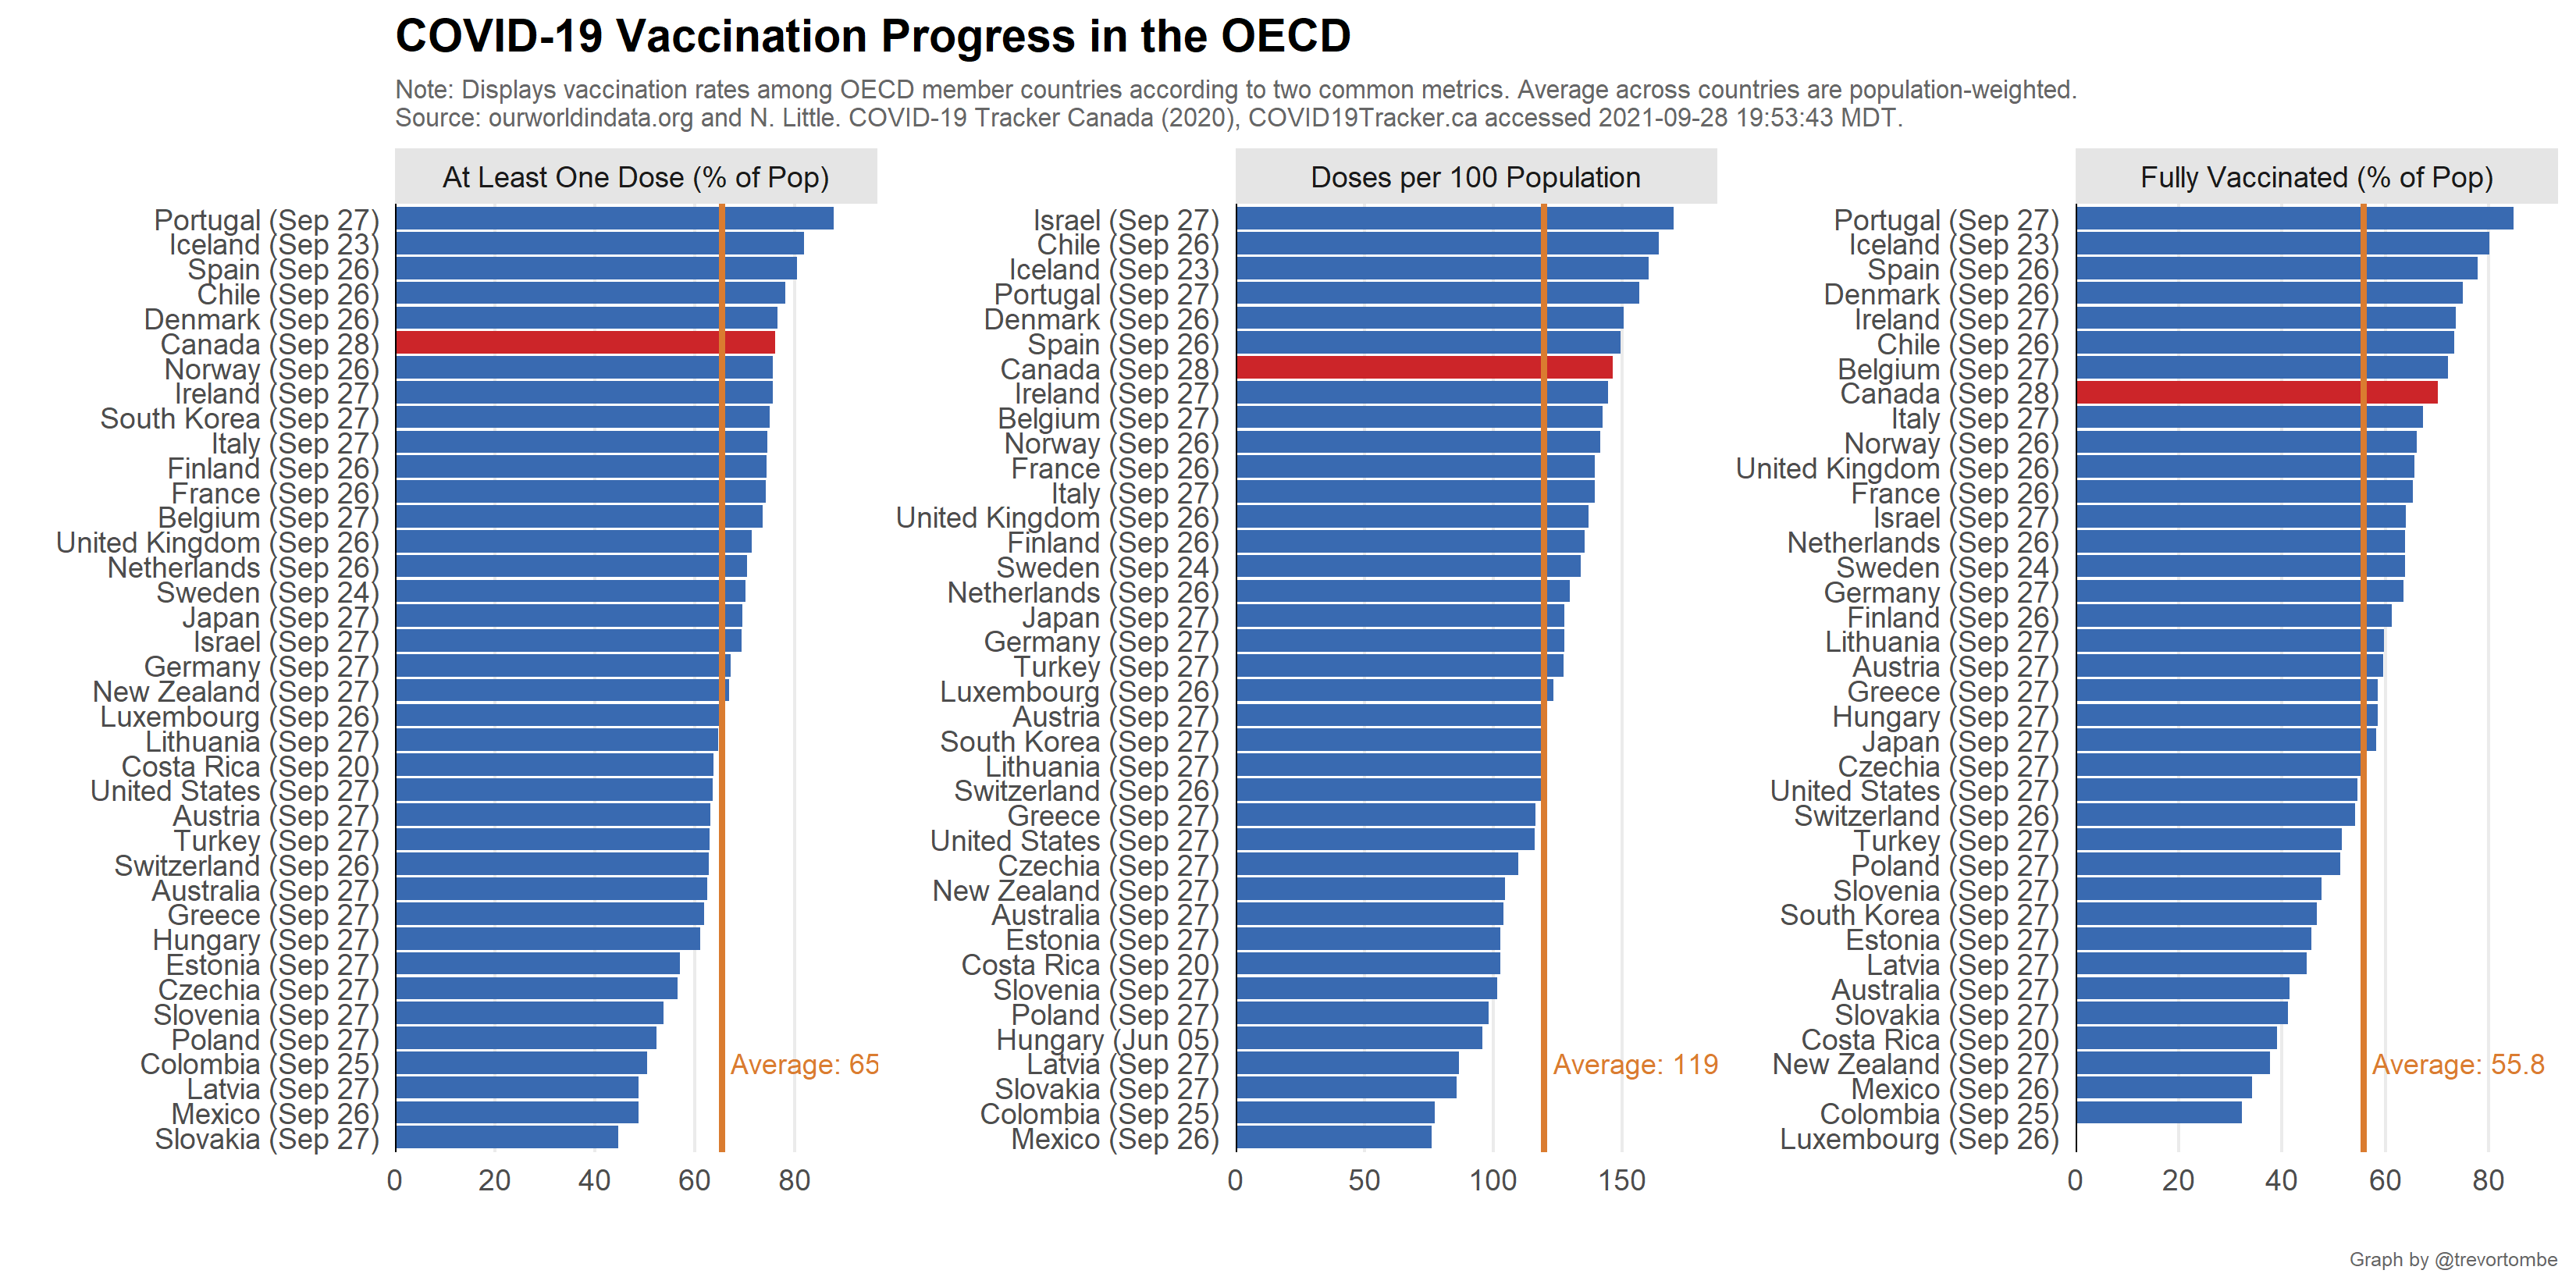 COVID-19 Vaccination Progress in the OECD
Note: Displays vaccination rates among OECD member countries according to two common metrics. Average across countries are population-weighted.
Source: ourworldindata.org and N. Little. COVID-19 Tracker Canada (2020), COVID19Tracker.ca accessed 2021-09-28 19:53:43 MDT.
At Least One Dose (% of Pop)
Portugal (Sep 27)
Iceland (Sep 23)
Spain (Sep 26)
Chile (Sep 26)
Denmark (Sep 26)
Canada (Sep 28)
Norway (Sep 26)
Ireland (Sep 27)
South Korea (Sep 27)
Italy (Sep 27)
Finland (Sep 26)
France (Sep 26)
Belgium (Sep 27)
United Kingdom (Sep 26)
Netherlands (Sep 26)
Sweden (Sep 24)
Japan (Sep 27)
Israel (Sep 27)
Germany (Sep 27)
New Zealand (Sep 27)
Luxembourg (Sep 26)
Lithuania (Sep 27)
Costa Rica (Sep 20)
United States (Sep 27)
Austria (Sep 27)
Turkey (Sep 27)
Switzerland (Sep 26)
Australia (Sep 27)
Greece (Sep 27)
Hungary (Sep 27)
Estonia (Sep 27)
Czechia (Sep 27)
Slovenia (Sep 27)
Poland (Sep 27)
Colombia (Sep 25)
Latvia (Sep 27)
Mexico (Sep 26)
Slovakia (Sep 27)
Average: 65
0 20 40 60 80
Doses per 100 Population
Israel (Sep 27)
Chile (Sep 26)
Iceland (Sep 23)
Portugal (Sep 27)
Denmark (Sep 26)
Spain (Sep 26)
Canada (Sep 28)
Ireland (Sep 27)
Belgium (Sep 27)
Norway (Sep 26)
France (Sep 26)
Italy (Sep 27)
United Kingdom (Sep 26)
Finland (Sep 26)
Sweden (Sep 24)
Netherlands (Sep 26)
Japan (Sep 27)
Germany (Sep 27)
Turkey (Sep 27)
Luxembourg (Sep 26)
Austria (Sep 27)
South Korea (Sep 27)
Lithuania (Sep 27)
Switzerland (Sep 26)
Greece (Sep 27)
United States (Sep 27)
Czechia (Sep 27)
New Zealand (Sep 27)
Australia (Sep 27)
Estonia (Sep 27)
Costa Rica (Sep 20)
Slovenia (Sep 27)
Poland (Sep 27)
Hungary (Jun 05)
Latvia (Sep 27)
Slovakia (Sep 27)
Colombia (Sep 25)
Mexico (Sep 26)
Average: 119
0 50 100 150
Fully Vaccinated (% of Pop)
Portugal (Sep 27)
Iceland (Sep 23)
Spain (Sep 26)
Denmark (Sep 26)
Ireland (Sep 27)
Chile (Sep 26)
Belgium (Sep 27)
Canada (Sep 28)
Italy (Sep 27)
Norway (Sep 26)
United Kingdom (Sep 26)
France (Sep 26)
Israel (Sep 27)
Netherlands (Sep 26)
Sweden (Sep 24)
Germany (Sep 27)
Finland (Sep 26)
Lithuania (Sep 27)
Austria (Sep 27)
Greece (Sep 27)
Hungary (Sep 27)
Japan (Sep 27)
Czechia (Sep 27)
United States (Sep 27)
Switzerland (Sep 26)
Turkey (Sep 27)
Poland (Sep 27)
Slovenia (Sep 27)
South Korea (Sep 27)
Estonia (Sep 27)
Latvia (Sep 27)
Australia (Sep 27)
Slovakia (Sep 27)
Costa Rica (Sep 20)
New Zealand (Sep 27)
Mexico (Sep 26)
Colombia (Sep 25)
Luxembourg (Sep 26)
Average: 55.8
0 20 40 60 80
Graph by @trevortombe